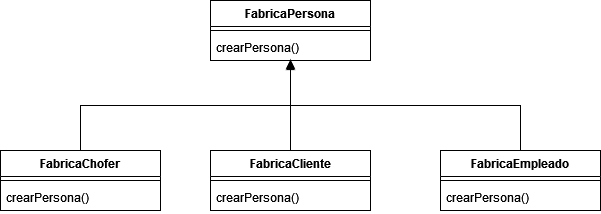 FabricaPersona
crearPersona()
FabricaChofer
crearPersona()
FabricaCliente
crearPersona()
FabricaEmpleado
crearPersona()